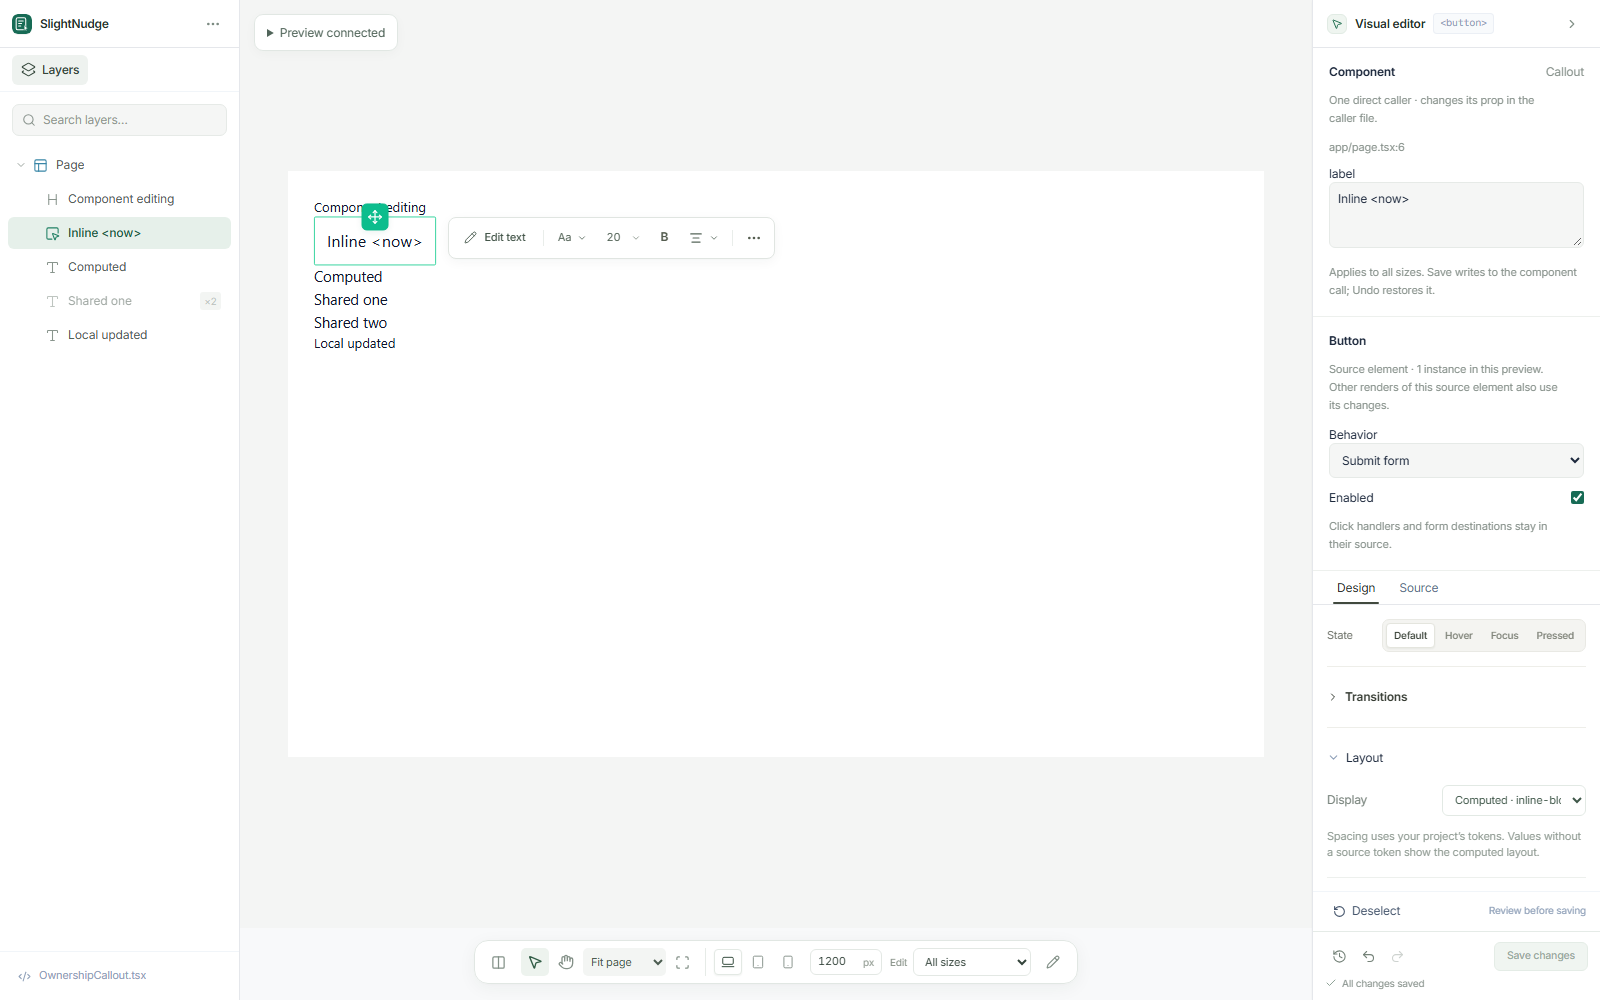 SlightNudge
Layers
Search layers...
Page
Component editing
Inline <now>
Computed
Shared one
×2
Local updated
OwnershipCallout.tsx
Preview connected
Inline <now>
Edit text
Aa
20
B
Computed
Shared one
Shared two
Local updated
Fit page
1200
px
Edit
All sizes
Visual editor
<button>
Component
Callout
One direct caller · changes its prop in the
caller file.
app/page.tsx:6
label
Inline <now>
Applies to all sizes. Save writes to the component
call; Undo restores it.
Button
Source element · 1 instance in this preview.
Other renders of this source element also use
its changes.
Behavior
Submit form
Enabled
Click handlers and form destinations stay in
their source.
Design
Source
State
Default
Hover
Focus
Pressed
Transitions
Layout
Display
Computed · inline-blo
Spacing uses your project's tokens. Values without
a source token show the computed layout.
Deselect
Review before saving
Save changes
All changes saved